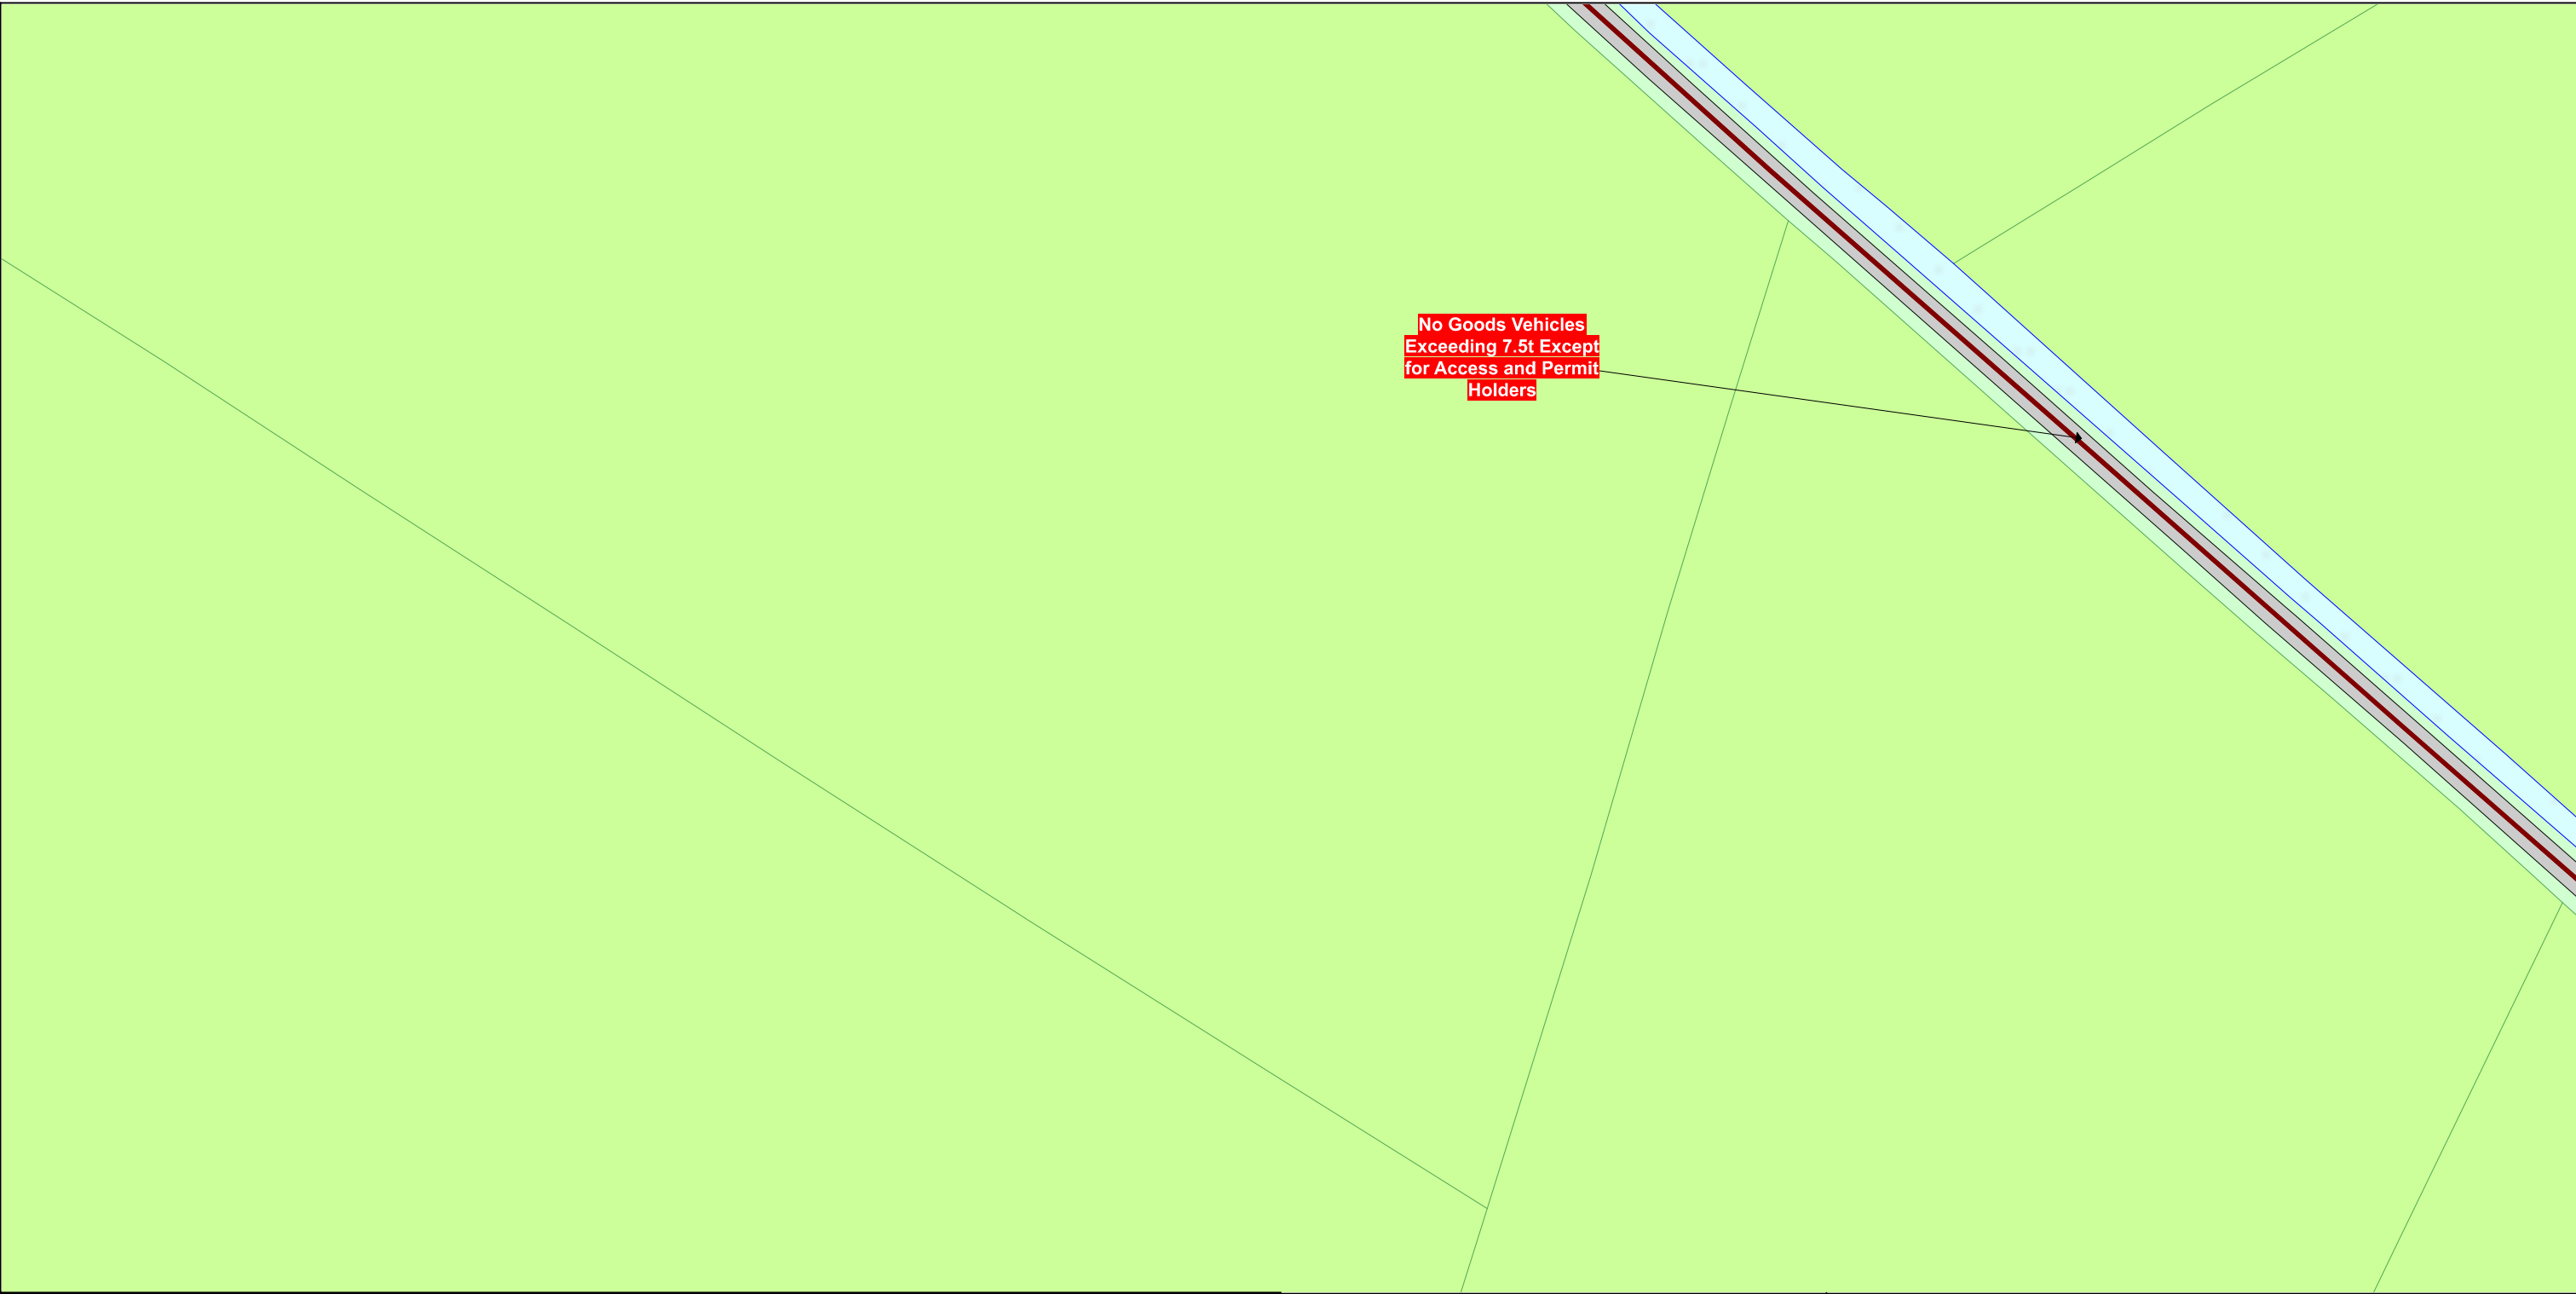 No Goods Vehicles
Exceeding 7.5t Except
for Access and Permit
Holders